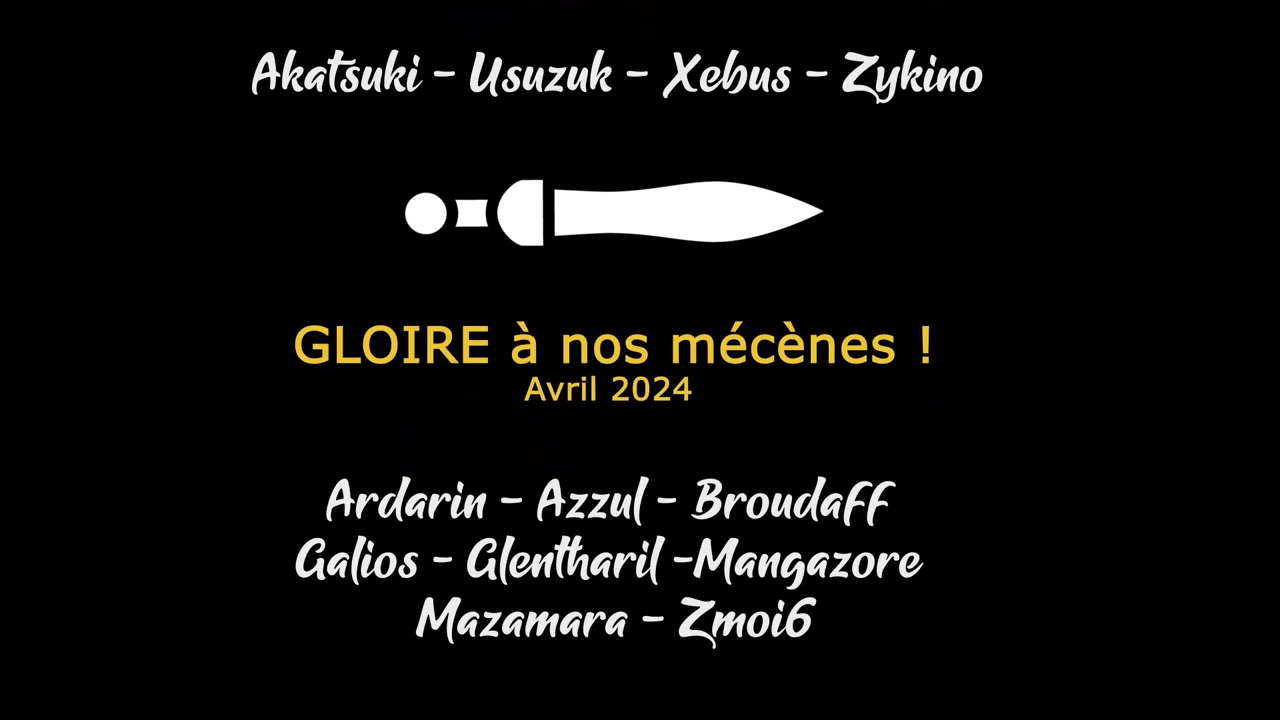 Akatsuki - Usuzuk - Xebus - Zykino
GLOIRE à nos mécènes !
Avril 2024
Ardarin - Azzul - Broudaff
Galios - Glentharil -Mangazore
Mazamara - Zmoi6